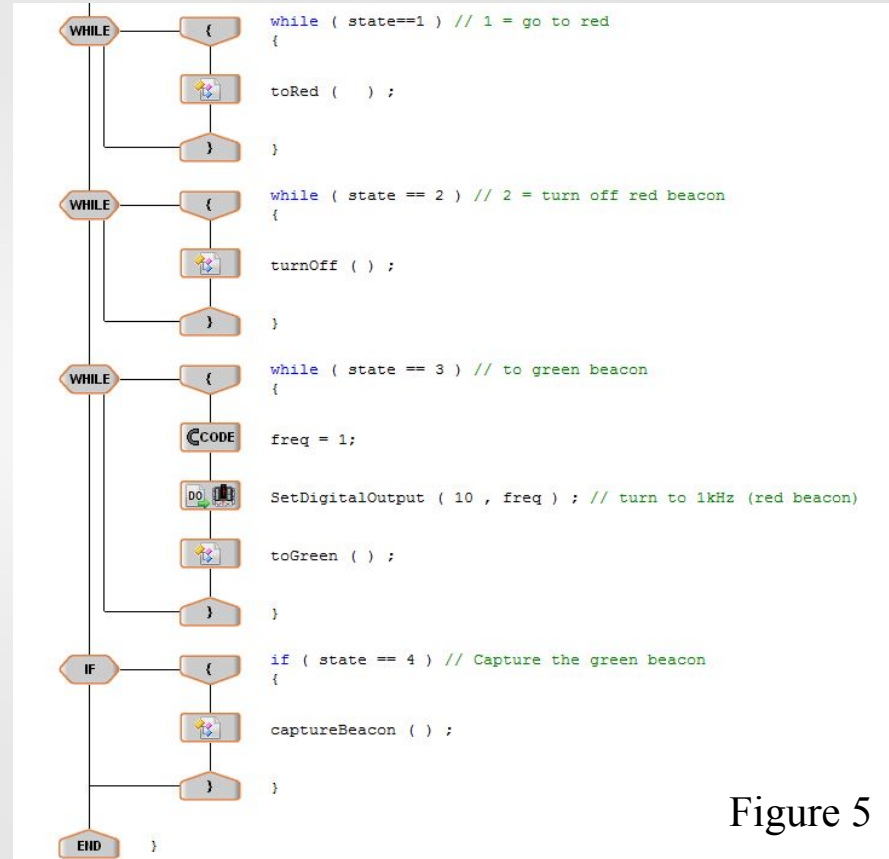 WHILE { while ( state==1 ) // 1 = go to red
{
toRed (   ) ;
} }
WHILE { while ( state == 2 ) // 2 = turn off red beacon
{
turnOff ( ) ;
} }
WHILE { while ( state == 3 ) // to green beacon
{
CCODE freq = 1;
DO SetDigitalOutput ( 10 , freq ) ; // turn to 1kHz (red beacon)
toGreen ( ) ;
} }
IF { if ( state == 4 ) // Capture the green beacon
{
captureBeacon ( ) ;
} }
Figure 5
END }